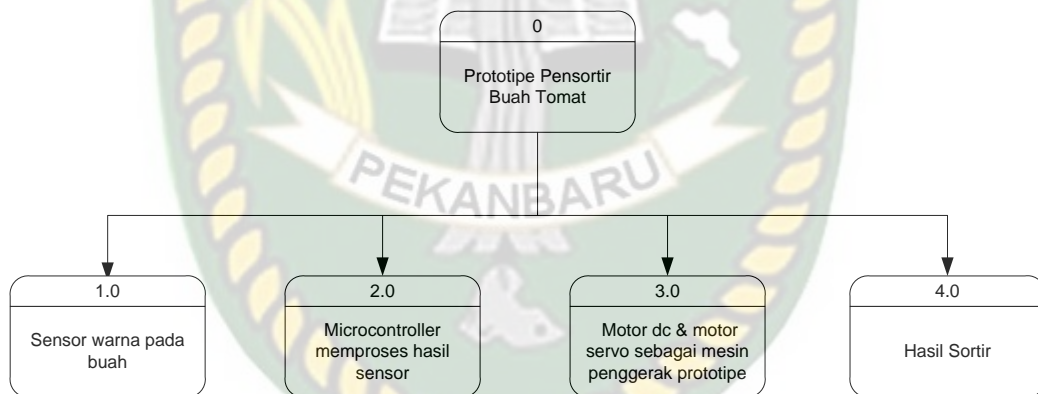 0
Prototipe Pensortir
Buah Tomat
PEKANBARU
1.0
Sensor warna pada
buah
2.0
Microcontroller
memproses hasil
sensor
3.0
Motor dc & motor
servo sebagai mesin
penggerak prototipe
4.0
Hasil Sortir